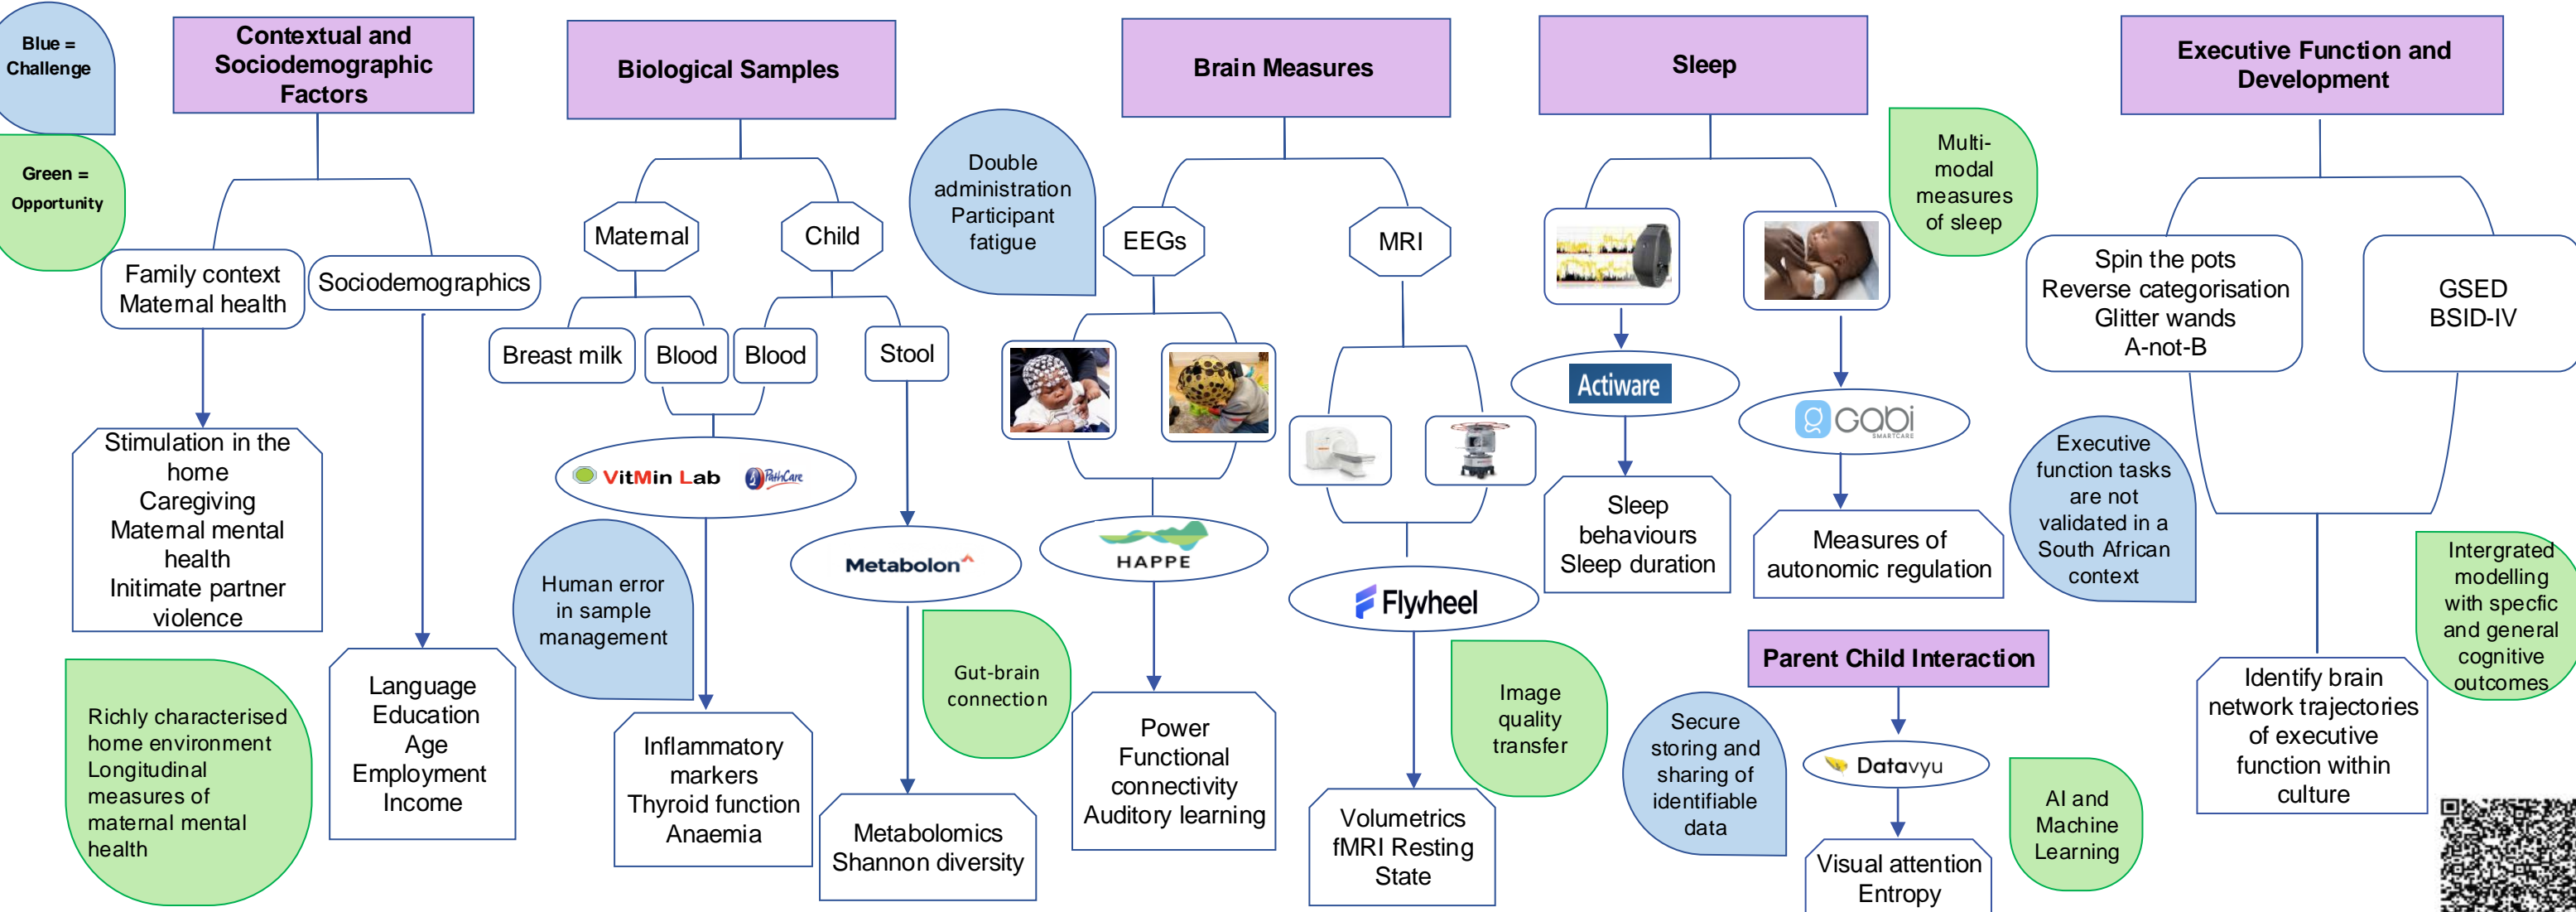 Blue =
Challenge
Green =
Opportunity
Contextual and
Sociodemographic
Factors
Family context
Maternal health
Sociodemographics
Stimulation in the
home
Caregiving
Maternal mental
health
Initimate partner
violence
Language
Education
Age
Employment
Income
Richly characterised
home environment
Longitudinal
measures of
maternal mental
health
Biological Samples
Maternal
Child
Breast milk
Blood
Blood
Stool
VitMin Lab
PathCare
Metabolon
Human error
in sample
management
Inflammatory
markers
Thyroid function
Anaemia
Metabolomics
Shannon diversity
Gut-brain
connection
Brain Measures
Double
administration
Participant
fatigue
EEGs
MRI
HAPPE
Flywheel
Power
Functional
connectivity
Auditory learning
Volumetrics
fMRI Resting
State
Image
quality
transfer
Sleep
Multi-
modal
measures
of sleep
Actiware
g Gabi
SMARTCARE
Sleep
behaviours
Sleep duration
Measures of
autonomic regulation
Parent Child Interaction
Secure
storing and
sharing of
identifiable
data
Datavyu
Visual attention
Entropy
AI and
Machine
Learning
Executive Function and
Development
Spin the pots
Reverse categorisation
Glitter wands
A-not-B
GSED
BSID-IV
Executive
function tasks
are not
validated in a
South African
context
Intergrated
modelling
with specfic
and general
cognitive
outcomes
Identify brain
network trajectories
of executive
function within
culture